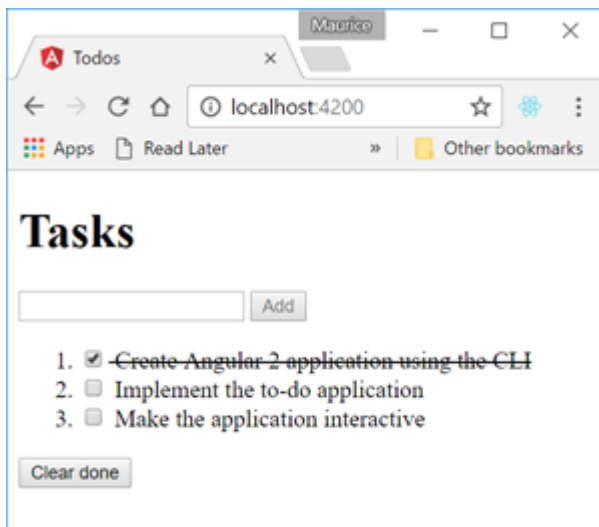 Maurice
Todos
localhost:4200
Apps Read Later » Other bookmarks
Tasks
Add
1. Create Angular 2 application using the CLI
2. Implement the to-do application
3. Make the application interactive
Clear done